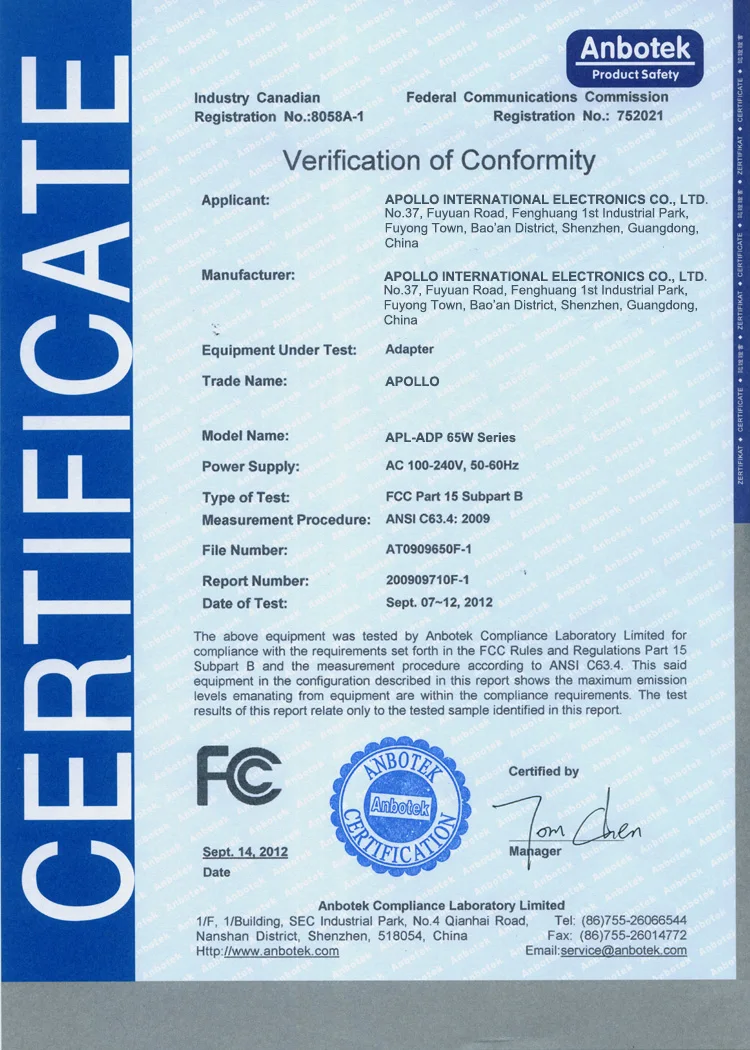 CERTIFICATE
Anbotek
Product Safety
Industry Canadian
Registration No.:8058A-1
Federal Communications Commission
Registration No.: 752021
Verification of Conformity
Applicant:
APOLLO INTERNATIONAL ELECTRONICS CO., LTD.
No.37, Fuyuan Road, Fenghuang 1st Industrial Park,
Fuyong Town, Bao'an District, Shenzhen, Guangdong,
China
Manufacturer:
APOLLO INTERNATIONAL ELECTRONICS CO., LTD.
No.37, Fuyuan Road, Fenghuang 1st Industrial Park,
Fuyong Town, Bao'an District, Shenzhen, Guangdong,
China
Equipment Under Test: Adapter
Trade Name: APOLLO
Model Name: APL-ADP 65W Series
Power Supply: AC 100-240V, 50-60Hz
Type of Test: FCC Part 15 Subpart B
Measurement Procedure: ANSI C63.4: 2009
File Number: AT0909650F-1
Report Number: 200909710F-1
Date of Test: Sept. 07~12, 2012
The above equipment was tested by Anbotek Compliance Laboratory Limited for
compliance with the requirements set forth in the FCC Rules and Regulations Part 15
Subpart B and the measurement procedure according to ANSI C63.4. This said
equipment in the configuration described in this report shows the maximum emission
levels emanating from equipment are within the compliance requirements. The test
results of this report relate only to the tested sample identified in this report.
FC
ANBOTEK
Anbotek
CERTIFICATION
Certified by
Tom Chen
Manager
Sept. 14, 2012
Date
Anbotek Compliance Laboratory Limited
1/F, 1/Building, SEC Industrial Park, No.4 Qianhai Road,
Nanshan District, Shenzhen, 518054, China
Http://www.anbotek.com
Tel: (86)755-26066544
Fax: (86)755-26014772
Email:service@anbotek.com
ZERTIFIKAT ◆ CERTIFICATE ◆ ZERTIFIKAT ◆ CERTIFICATE ◆ ZERTIFIKAT ◆ CERTIFICATE